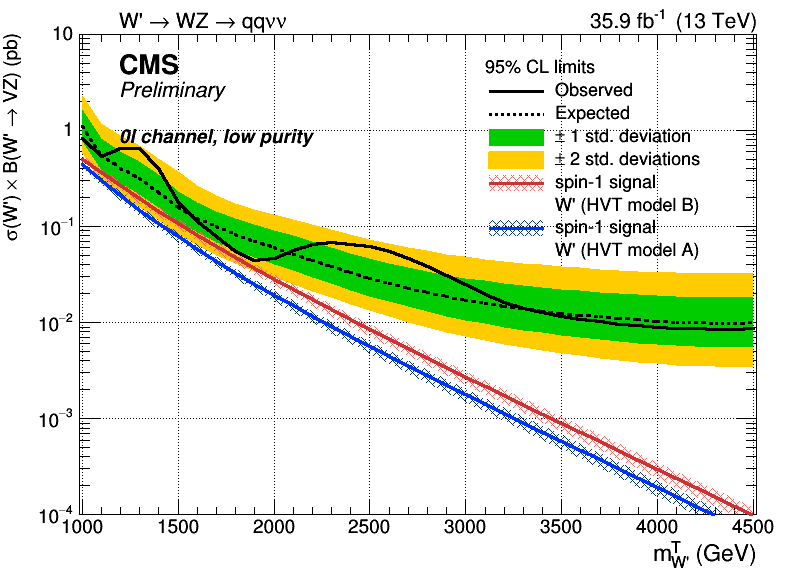 W' → WZ → qqνν
35.9 fb⁻¹ (13 TeV)
σ(W') × B(W' → VZ) (pb)
CMS
Preliminary
0l channel, low purity
95% CL limits
Observed
Expected
± 1 std. deviation
± 2 std. deviations
spin-1 signal
W' (HVT model B)
spin-1 signal
W' (HVT model A)
10
1
10⁻¹
10⁻²
10⁻³
10⁻⁴
1000 1500 2000 2500 3000 3500 4000 4500
m^T_W' (GeV)